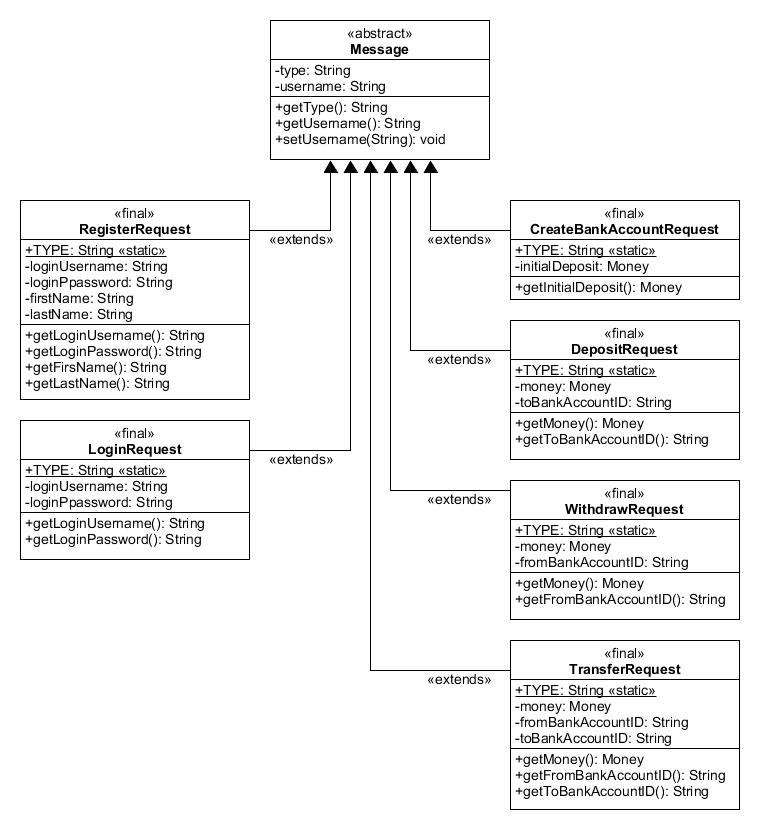 «abstract»
Message
-type: String
-username: String
+getType(): String
+getUsername(): String
+setUsername(String): void
«final»
RegisterRequest
+TYPE: String «static»
-loginUsername: String
-loginPpassword: String
-firstName: String
-lastName: String
+getLoginUsername(): String
+getLoginPassword(): String
+getFirsName(): String
+getLastName(): String
«extends»
«final»
LoginRequest
+TYPE: String «static»
-loginUsername: String
-loginPpassword: String
+getLoginUsername(): String
+getLoginPassword(): String
«extends»
«final»
CreateBankAccountRequest
+TYPE: String «static»
-initialDeposit: Money
+getInitialDeposit(): Money
«extends»
«final»
DepositRequest
+TYPE: String «static»
-money: Money
-toBankAccountID: String
+getMoney(): Money
+getToBankAccountID(): String
«extends»
«final»
WithdrawRequest
+TYPE: String «static»
-money: Money
-fromBankAccountID: String
+getMoney(): Money
+getFromBankAccountID(): String
«extends»
«final»
TransferRequest
+TYPE: String «static»
-money: Money
-fromBankAccountID: String
-toBankAccountID: String
+getMoney(): Money
+getFromBankAccountID(): String
+getToBankAccountID(): String
«extends»